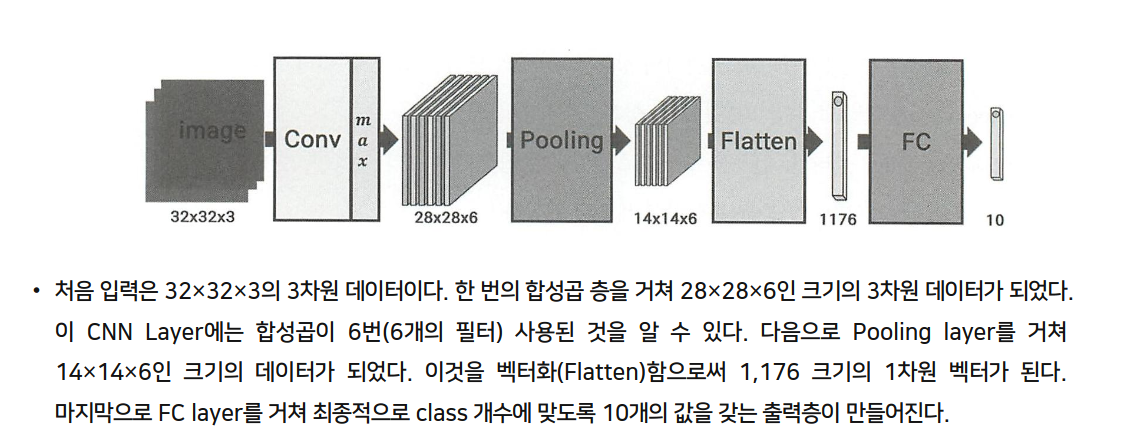 image
Conv
m
a
x
Pooling
Flatten
FC
32x32x3
28x28x6
14x14x6
1176
10
• 처음 입력은 32×32×3의 3차원 데이터이다. 한 번의 합성곱 층을 거쳐 28×28×6인 크기의 3차원 데이터가 되었다.
이 CNN Layer에는 합성곱이 6번(6개의 필터) 사용된 것을 알 수 있다. 다음으로 Pooling layer를 거쳐
14×14×6인 크기의 데이터가 되었다. 이것을 벡터화(Flatten)함으로써 1,176 크기의 1차원 벡터가 된다.
마지막으로 FC layer를 거쳐 최종적으로 class 개수에 맞도록 10개의 값을 갖는 출력층이 만들어진다.